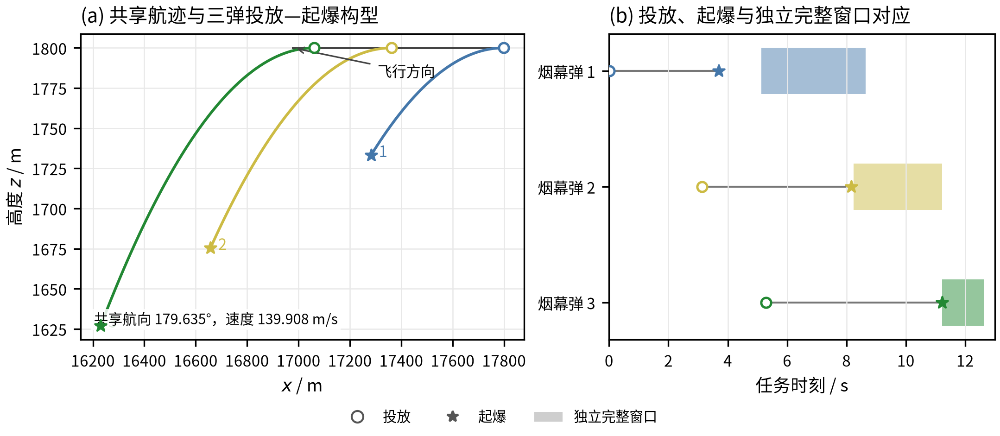 (a) 共享航迹与三弹投放—起爆构型
1800
1775
1750
1725
1700
1675
1650
1625
高度 z / m
飞行方向
1
2
共享航向 179.635°，速度 139.908 m/s
16200 16400 16600 16800 17000 17200 17400 17600 17800
x / m
(b) 投放、起爆与独立完整窗口对应
烟幕弹 1
烟幕弹 2
烟幕弹 3
0 2 4 6 8 10 12
任务时刻 / s
投放 起爆 独立完整窗口